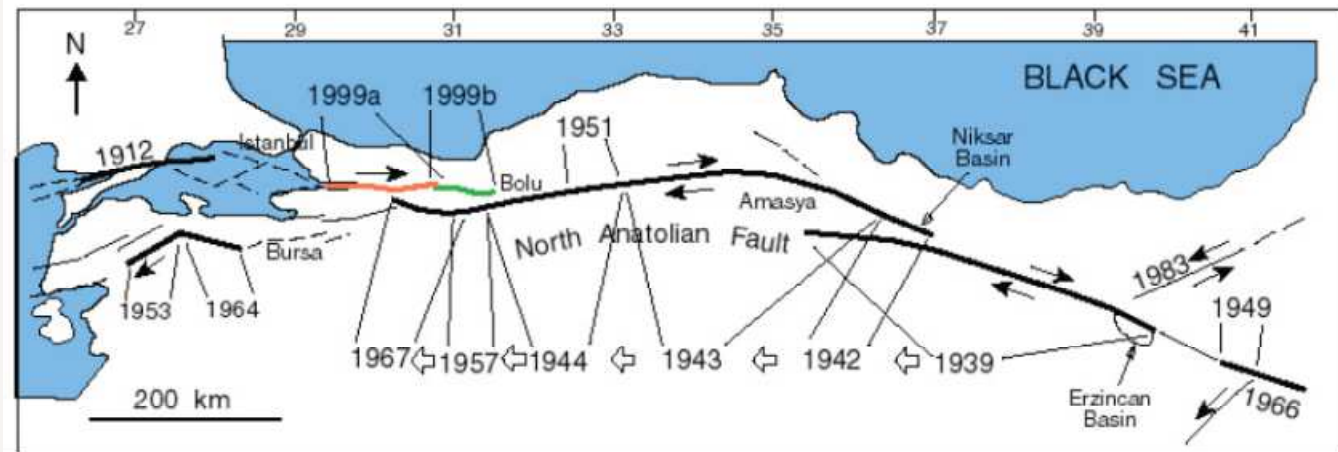 27 29 31 33 35 37 39 41
N
BLACK SEA
1999a 1999b
1951
Niksar
Basin
Istanbul
1912
Bolu
Amasya
North Anatolian Fault
Bursa
1983
1953 1964
1949
1967 1957 1944 1943 1942 1939
200 km
Erzincan
Basin
1966